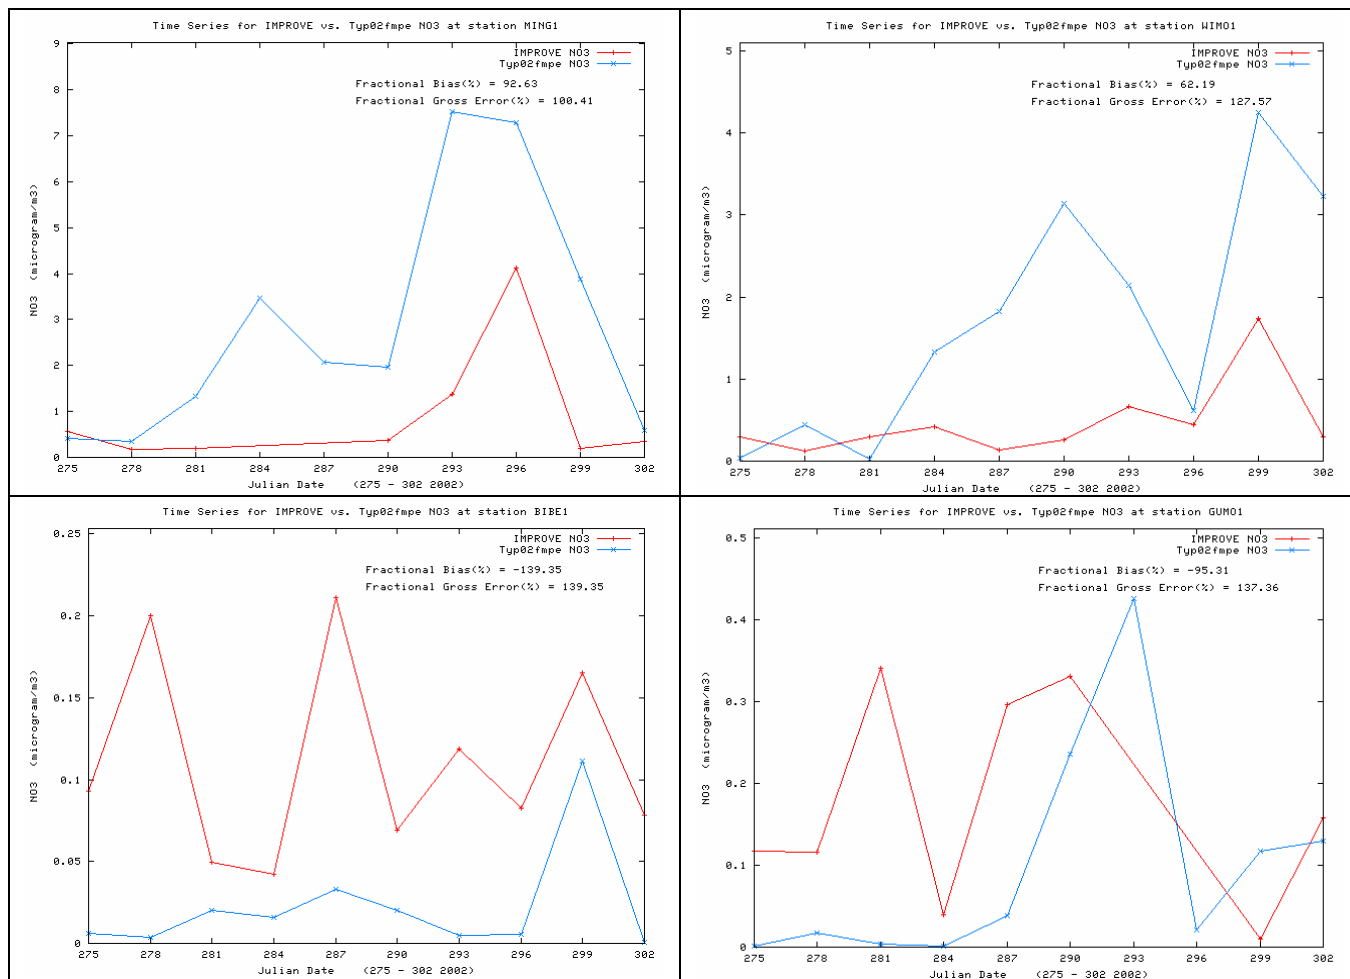 Time Series for IMPROVE vs. Typ02fmpe NO3 at station MING1
IMPROVE NO3
Typ02fmpe NO3
Fractional Bias(%) = 92.63
Fractional Gross Error(%) = 100.41
9
8
7
6
5
4
3
2
1
0
NO3 (microgram/m3)
275 278 281 284 287 290 293 296 299 302
Julian Date (275 - 302 2002)
Time Series for IMPROVE vs. Typ02fmpe NO3 at station WIMO1
IMPROVE NO3
Typ02fmpe NO3
Fractional Bias(%) = 62.19
Fractional Gross Error(%) = 127.57
5
4
3
2
1
0
NO3 (microgram/m3)
275 278 281 284 287 290 293 296 299 302
Julian Date (275 - 302 2002)
Time Series for IMPROVE vs. Typ02fmpe NO3 at station BIBE1
IMPROVE NO3
Typ02fmpe NO3
Fractional Bias(%) = -139.35
Fractional Gross Error(%) = 139.35
0.25
0.2
0.15
0.1
0.05
0
NO3 (microgram/m3)
275 278 281 284 287 290 293 296 299 302
Julian Date (275 - 302 2002)
Time Series for IMPROVE vs. Typ02fmpe NO3 at station GUMO1
IMPROVE NO3
Typ02fmpe NO3
Fractional Bias(%) = -95.31
Fractional Gross Error(%) = 137.36
0.5
0.4
0.3
0.2
0.1
0
NO3 (microgram/m3)
275 278 281 284 287 290 293 296 299 302
Julian Date (275 - 302 2002)